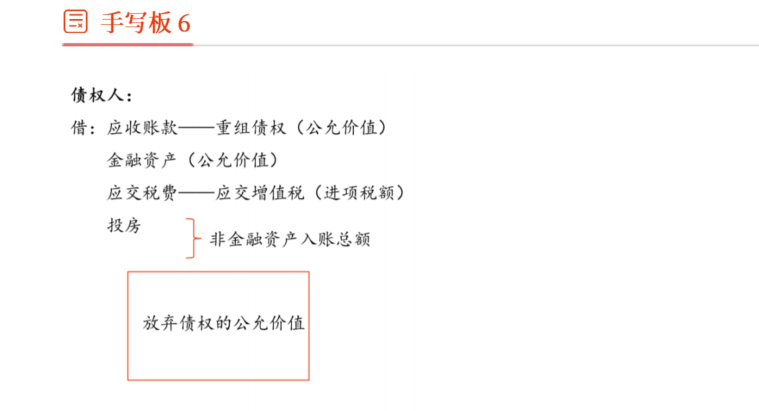 手写板 6
债权人：
借：应收账款——重组债权（公允价值）
金融资产（公允价值）
应交税费——应交增值税（进项税额）
投房
非金融资产入账总额
放弃债权的公允价值